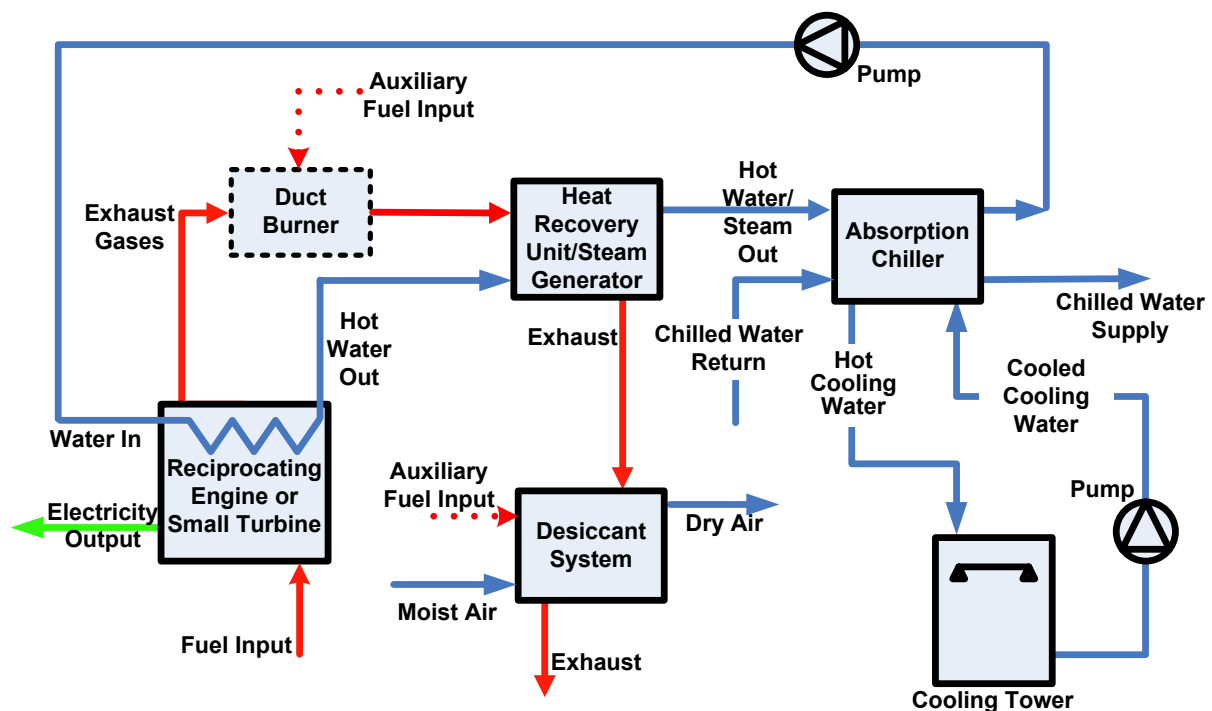 Pump
Auxiliary
Fuel Input
Duct
Burner
Exhaust
Gases
Heat
Recovery
Unit/Steam
Generator
Hot
Water/
Steam
Out
Absorption
Chiller
Chilled Water
Supply
Hot
Water
Out
Exhaust
Chilled Water
Return
Hot
Cooling
Water
Cooled
Cooling
Water
Water In
Reciprocating
Engine or
Small Turbine
Electricity
Output
Fuel Input
Auxiliary
Fuel Input
Desiccant
System
Dry Air
Moist Air
Exhaust
Pump
Cooling Tower